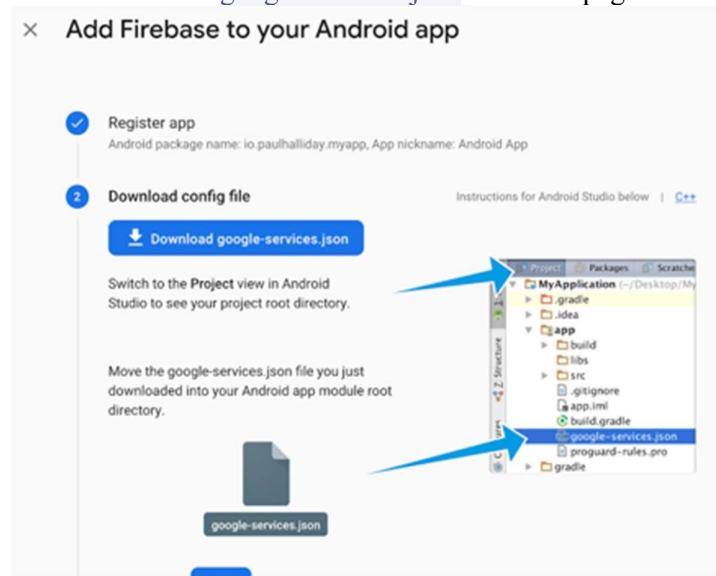 Add Firebase to your Android app
Register app
Android package name: io.paulhalliday.myapp, App nickname: Android App
2
Download config file
Instructions for Android Studio below | C++
Download google-services.json
Switch to the Project view in Android
Studio to see your project root directory.
Move the google-services.json file you just
downloaded into your Android app module root
directory.
google-services.json
Project Packages Scratche
MyApplication (~/Desktop/My
.gradle
.idea
app
build
libs
src
.gitignore
app.iml
build.gradle
google-services.json
proguard-rules.pro
gradle
Z: Structure